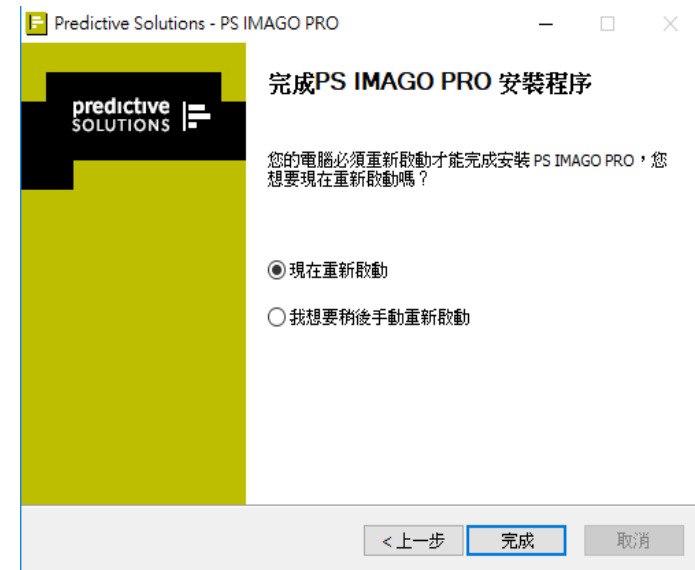 Predictive Solutions - PS IMAGO PRO
predictive
SOLUTIONS
完成PS IMAGO PRO 安裝程序
您的電腦必須重新啟動才能完成安裝 PS IMAGO PRO，您
想要現在重新啟動嗎？
現在重新啟動
我想要稍後手動重新啟動
<上一步
完成
取消